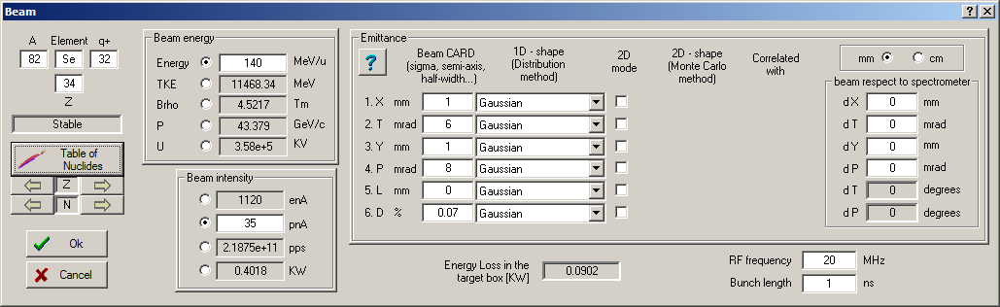 Beam
A Element q+
82 Se 32
34
Z
Stable
Table of
Nuclides
Z
N
Ok
Cancel
Beam energy
Energy 140 MeV/u
TKE 11468.34 MeV
Brho 4.5217 Tm
P 43.379 GeV/c
U 3.58e+5 KV
Beam intensity
1120 enA
35 pnA
2.1875e+11 pps
0.4018 KW
Emittance
?
Beam CARD
(sigma, semi-axis,
half-width...)
1D - shape
(Distribution
method)
2D
mode
2D - shape
(Monte Carlo
method)
Correlated
with
mm cm
1. X mm 1 Gaussian
2. T mrad 6 Gaussian
3. Y mm 1 Gaussian
4. P mrad 8 Gaussian
5. L mm 0 Gaussian
6. D % 0.07 Gaussian
beam respect to spectrometer
d X 0 mm
d T 0 mrad
d Y 0 mm
d P 0 mrad
d T 0 degrees
d P 0 degrees
Energy Loss in the
target box [KW] 0.0902
RF frequency 20 MHz
Bunch length 1 ns